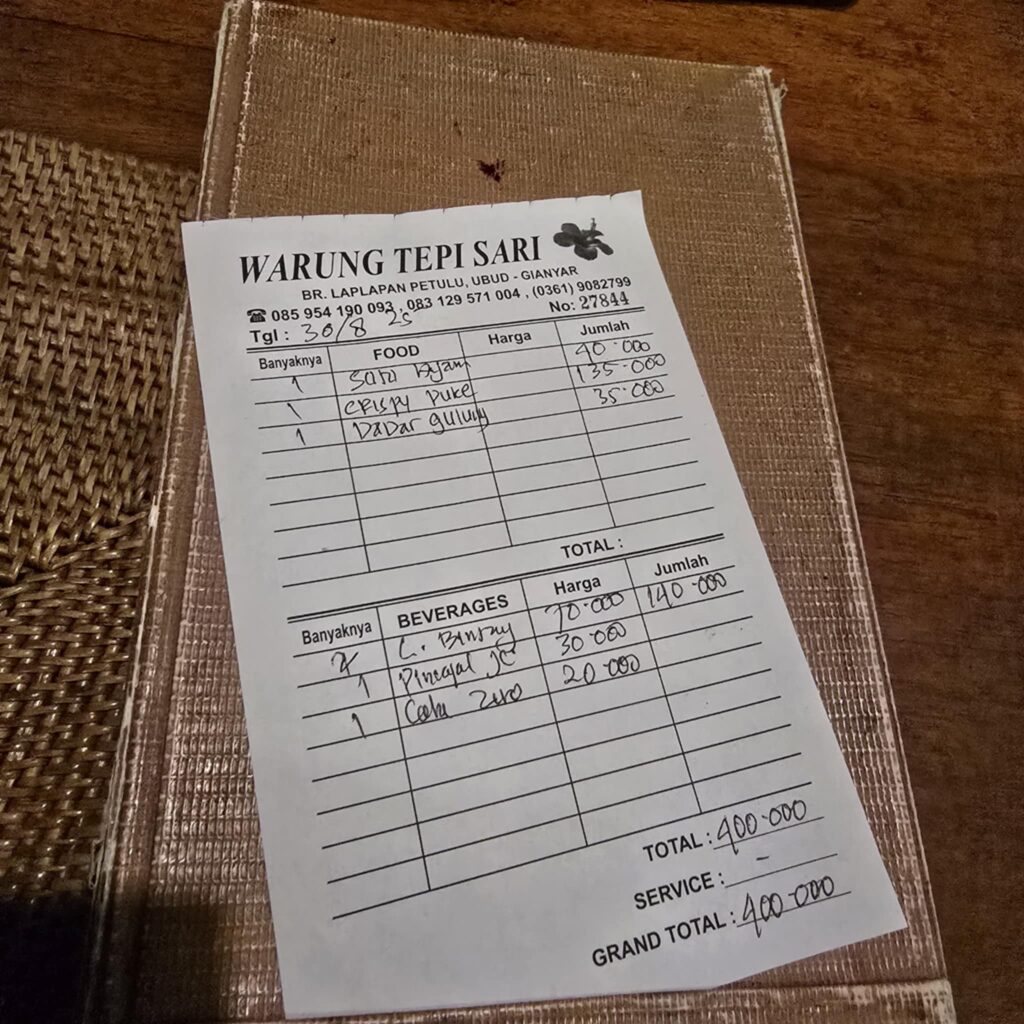 WARUNG TEPI SARI
BR. LAPLAPAN PETULU, UBUD - GIANYAR
☎ 085 954 190 093 , 083 129 571 004 , (0361) 9082799
Tgl : 30/8 25 No: 27844
Banyaknya FOOD Harga Jumlah
1 Sate Ayam 40.000
1 Crispy Duke 135.000
1 DaDar guLung 35.000
TOTAL :
Banyaknya BEVERAGES Harga Jumlah
2 L. Bintang 70.000 140.000
1 Pineapal JC 30.000
1 Coca Zero 20.000
TOTAL : 400.000
SERVICE : -
GRAND TOTAL : 400.000